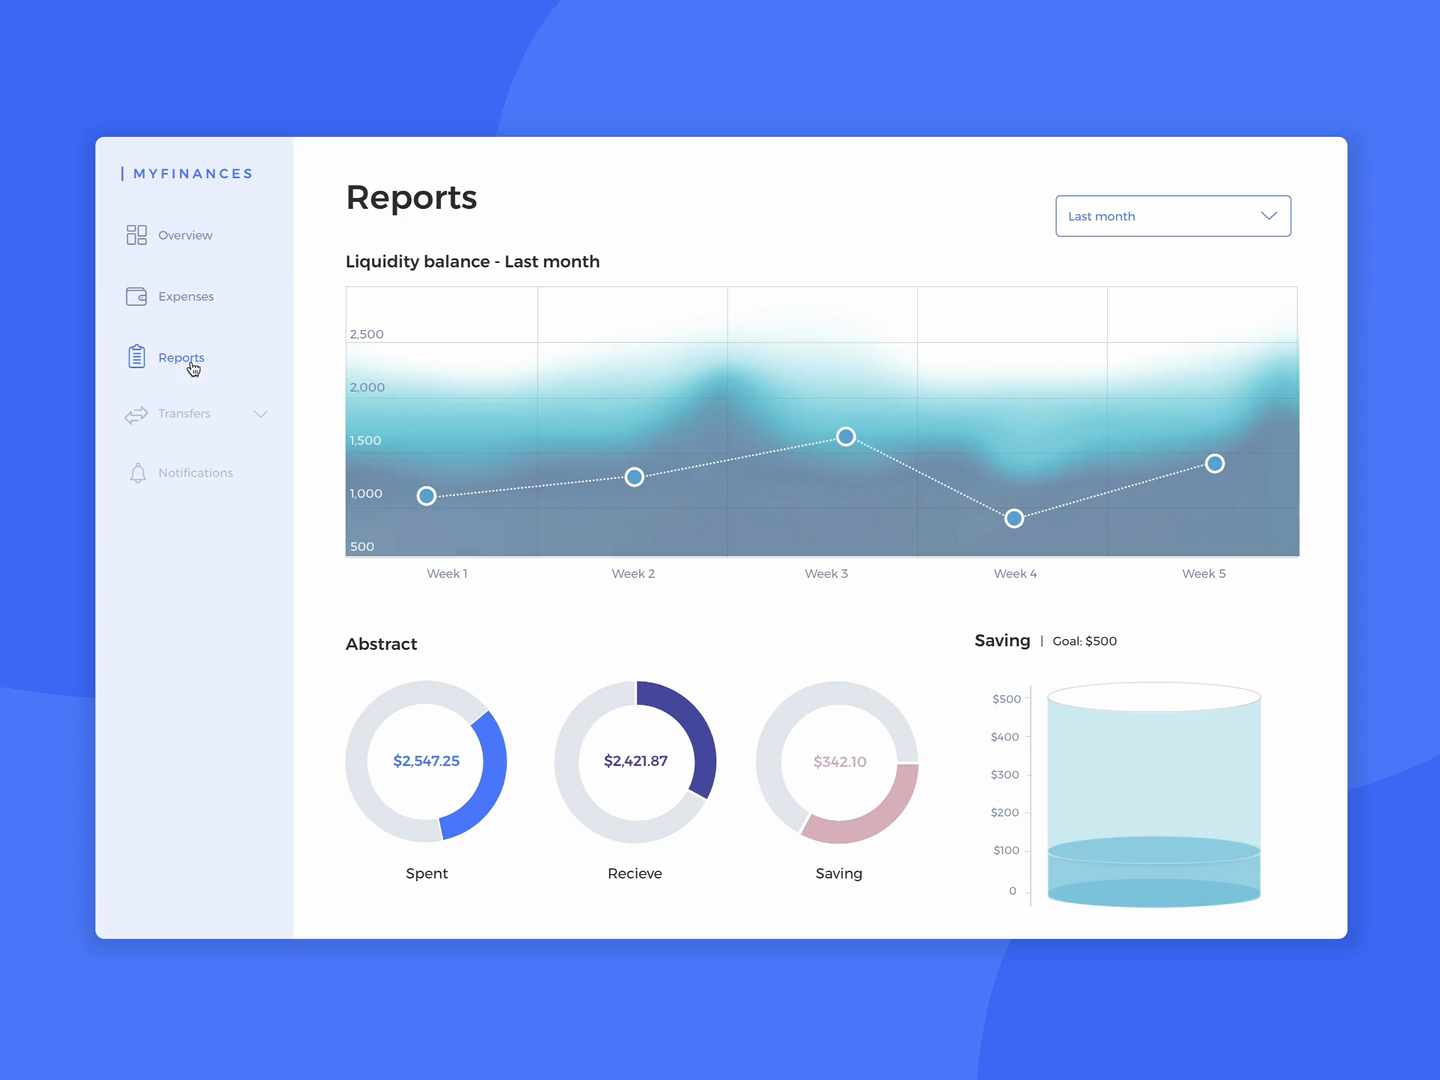 MYFINANCES
Overview
Expenses
Reports
Transfers
Notifications
Reports
Last month
Liquidity balance - Last month
2,500
2,000
1,500
1,000
500
Week 1 Week 2 Week 3 Week 4 Week 5
Abstract
$2,547.25 $2,421.87 $342.10
Spent Recieve Saving
Saving | Goal: $500
$500
$400
$300
$200
$100
0